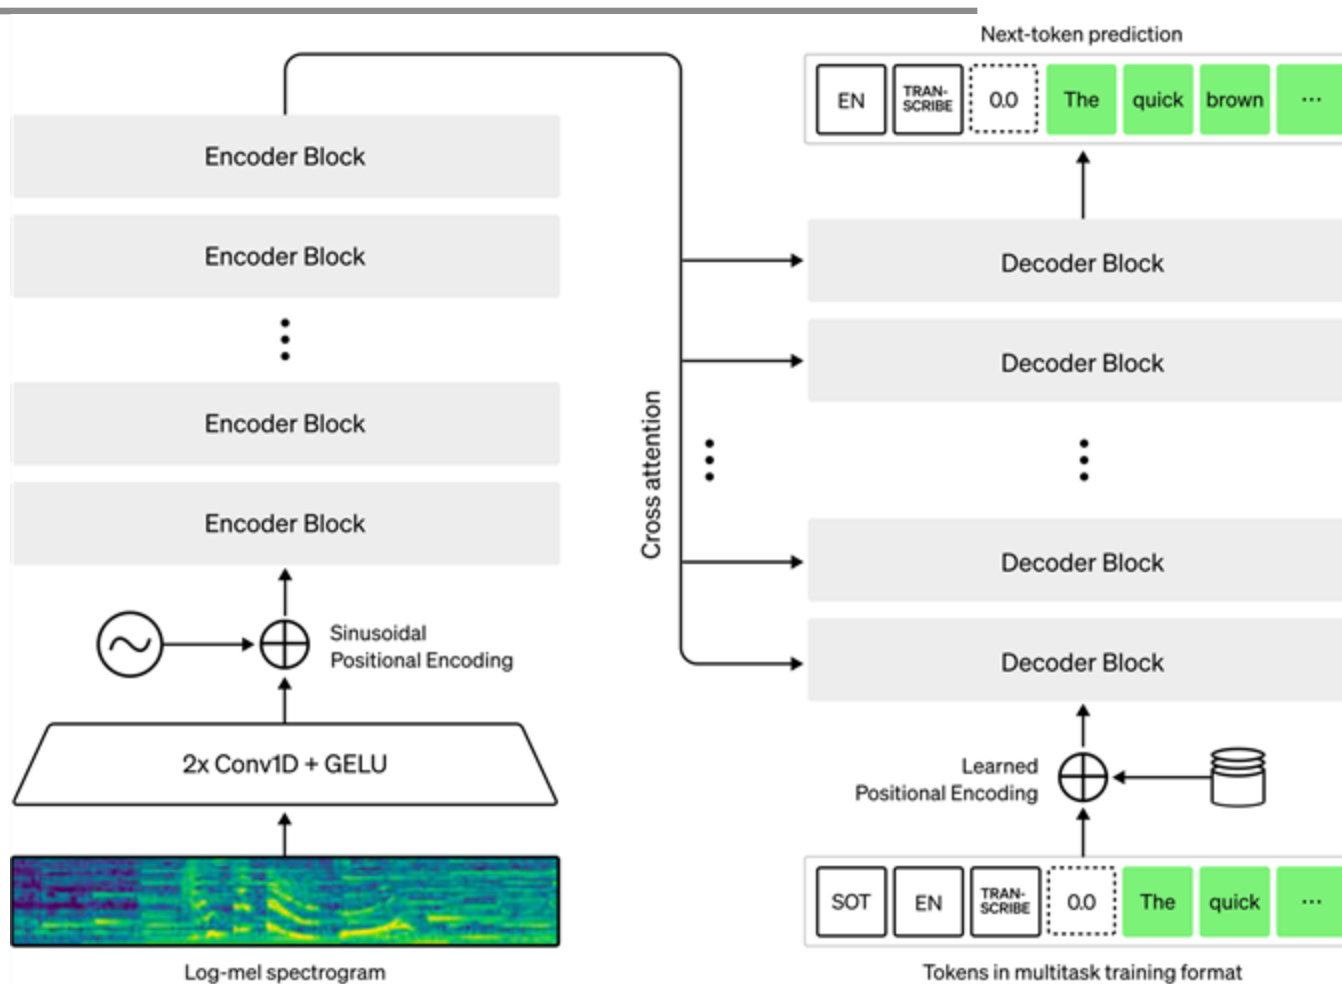 Next-token prediction
EN
TRAN-
SCRIBE
0.0
The
quick
brown
...
Encoder Block
Encoder Block
Encoder Block
Encoder Block
Sinusoidal
Positional Encoding
2x Conv1D + GELU
Log-mel spectrogram
Cross attention
Decoder Block
Decoder Block
Decoder Block
Decoder Block
Learned
Positional Encoding
SOT
EN
TRAN-
SCRIBE
0.0
The
quick
...
Tokens in multitask training format